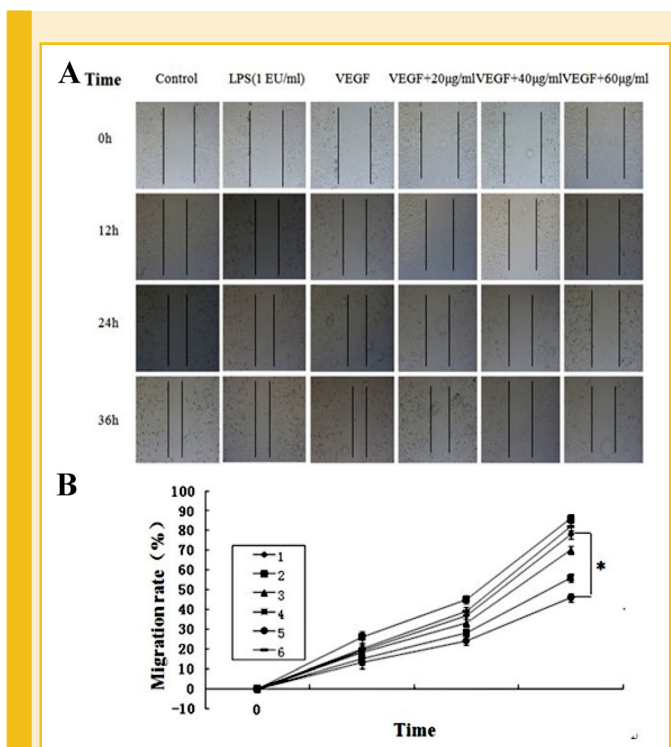 A
Time Control LPS(1 EU/ml) VEGF VEGF+20μg/ml VEGF+40μg/ml VEGF+60μg/ml
0h
12h
24h
36h
B
Migration rate (%)
100
90
80
70
60
50
40
30
20
10
0
-10
1
2
3
4
5
6
*
0
Time